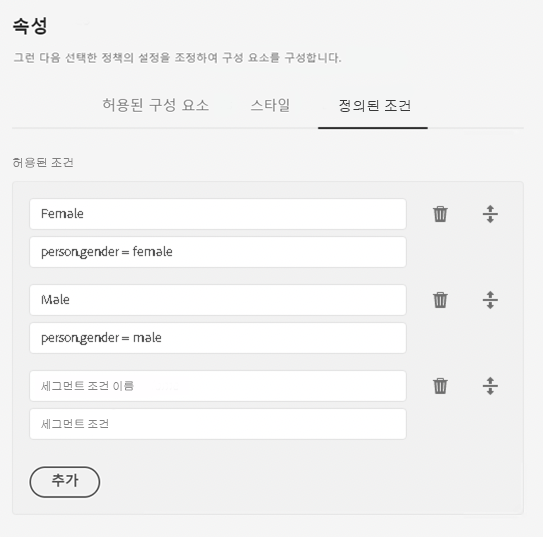 속성
그런 다음 선택한 정책의 설정을 조정하여 구성 요소를 구성합니다.
허용된 구성 요소 스타일 정의된 조건
허용된 조건
Female
person.gender = female
Male
person.gender = male
세그먼트 조건 이름
세그먼트 조건
추가